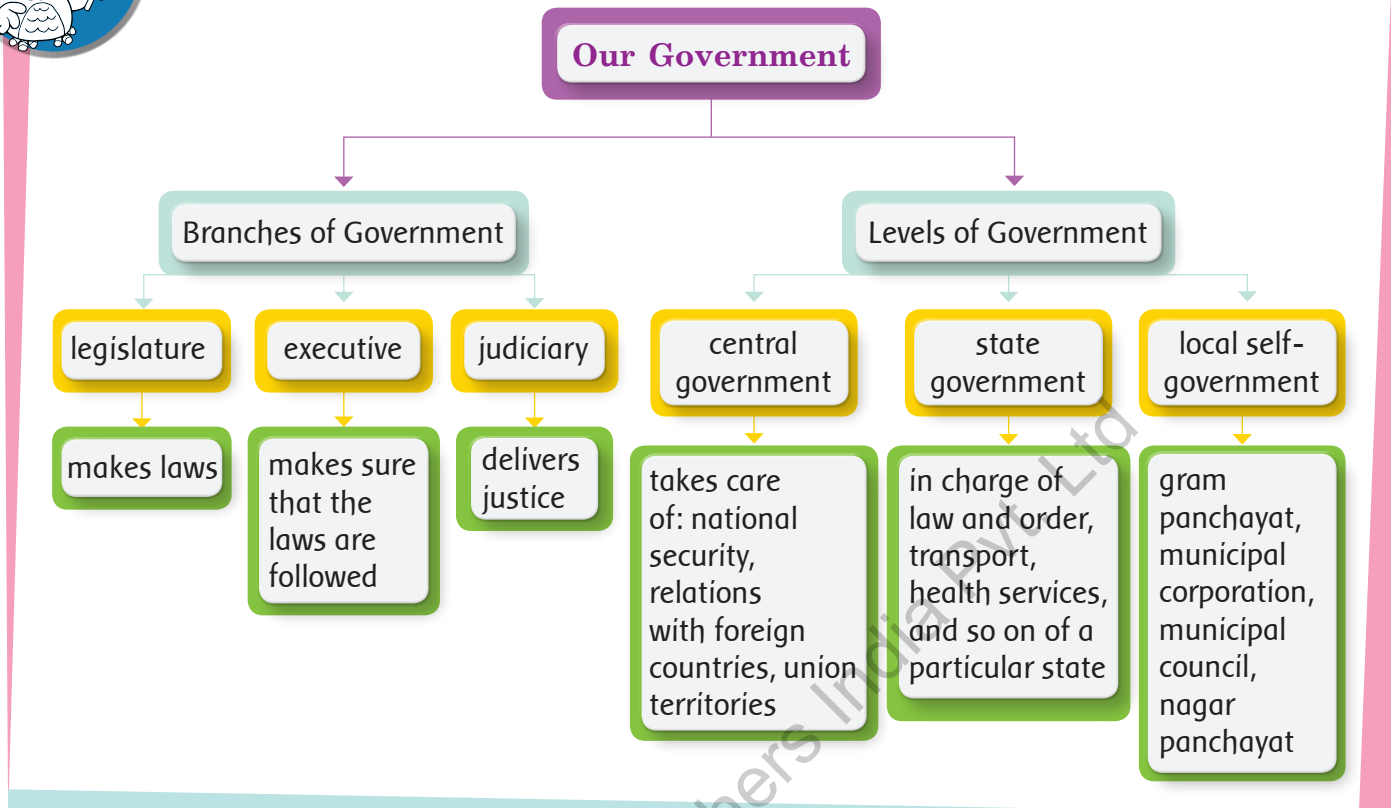 Our Government
Branches of Government
Levels of Government
legislature
executive
judiciary
central
government
state
government
local self-
government
makes laws
makes sure
that the
laws are
followed
delivers
justice
takes care
of: national
security,
relations
with foreign
countries, union
territories
in charge of
law and order,
transport,
health services,
and so on of a
particular state
gram
panchayat,
municipal
corporation,
municipal
council,
nagar
panchayat
India Pvt. Ltd